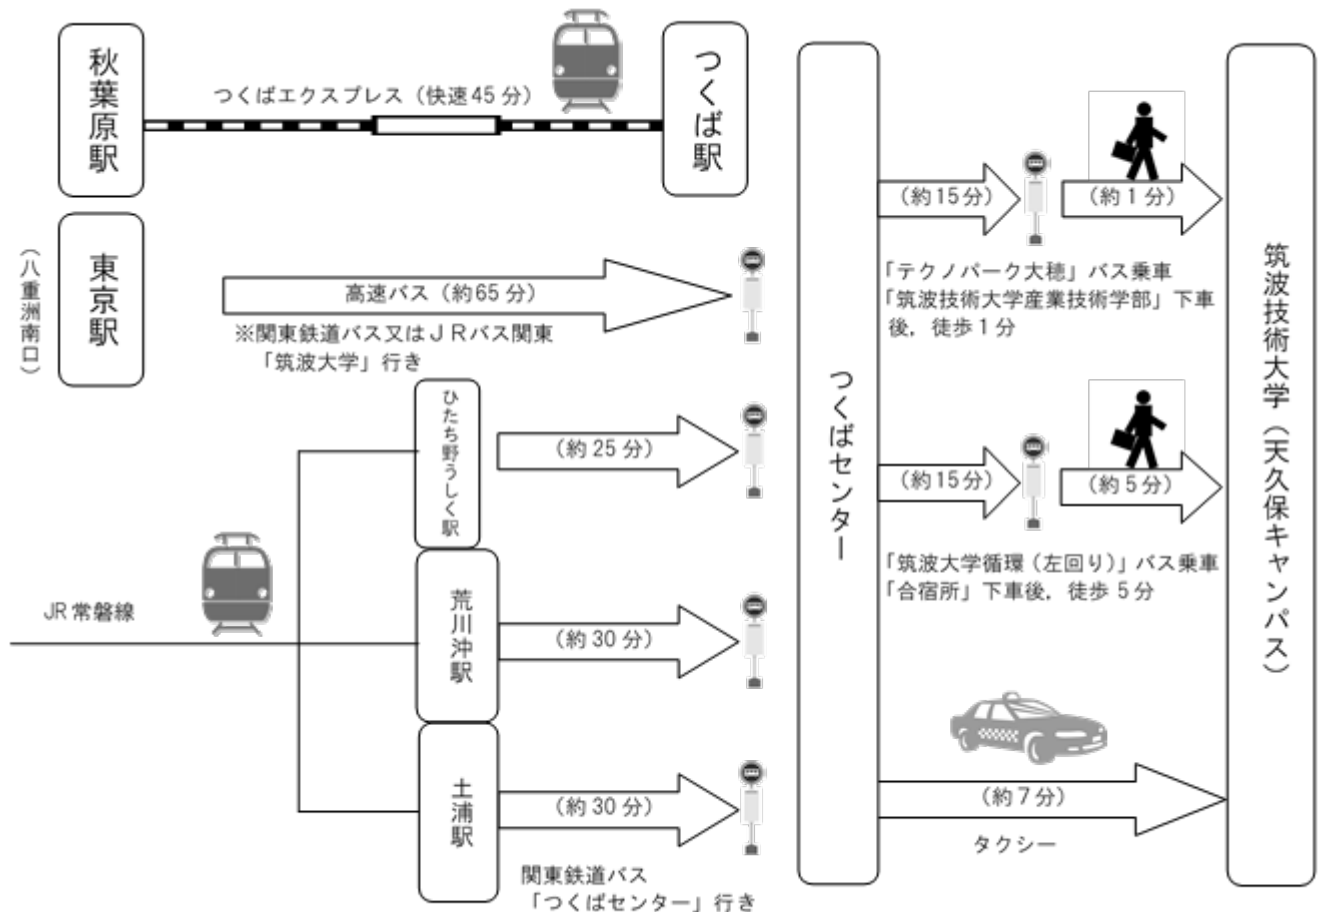 秋葉原駅
つくばエクスプレス（快速45分）
つくば駅
（八重洲南口）
東京駅
高速バス（約65分）
※関東鉄道バス又はＪＲバス関東
「筑波大学」行き
JR常磐線
ひたち野うしく駅
（約25分）
荒川沖駅
（約30分）
土浦駅
（約30分）
関東鉄道バス
「つくばセンター」行き
つくばセンター
（約15分）
（約1分）
「テクノパーク大穂」バス乗車
「筑波技術大学産業技術学部」下車
後，徒歩1分
（約15分）
（約5分）
「筑波大学循環（左回り）」バス乗車
「合宿所」下車後，徒歩5分
（約7分）
タクシー
筑波技術大学（天久保キャンパス）